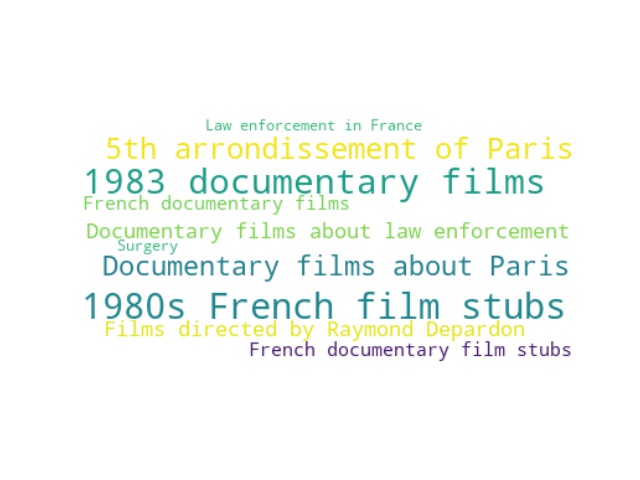 Law enforcement in France
5th arrondissement of Paris
1983 documentary films
French documentary films
Documentary films about law enforcement
Surgery
Documentary films about Paris
1980s French film stubs
Films directed by Raymond Depardon
French documentary film stubs